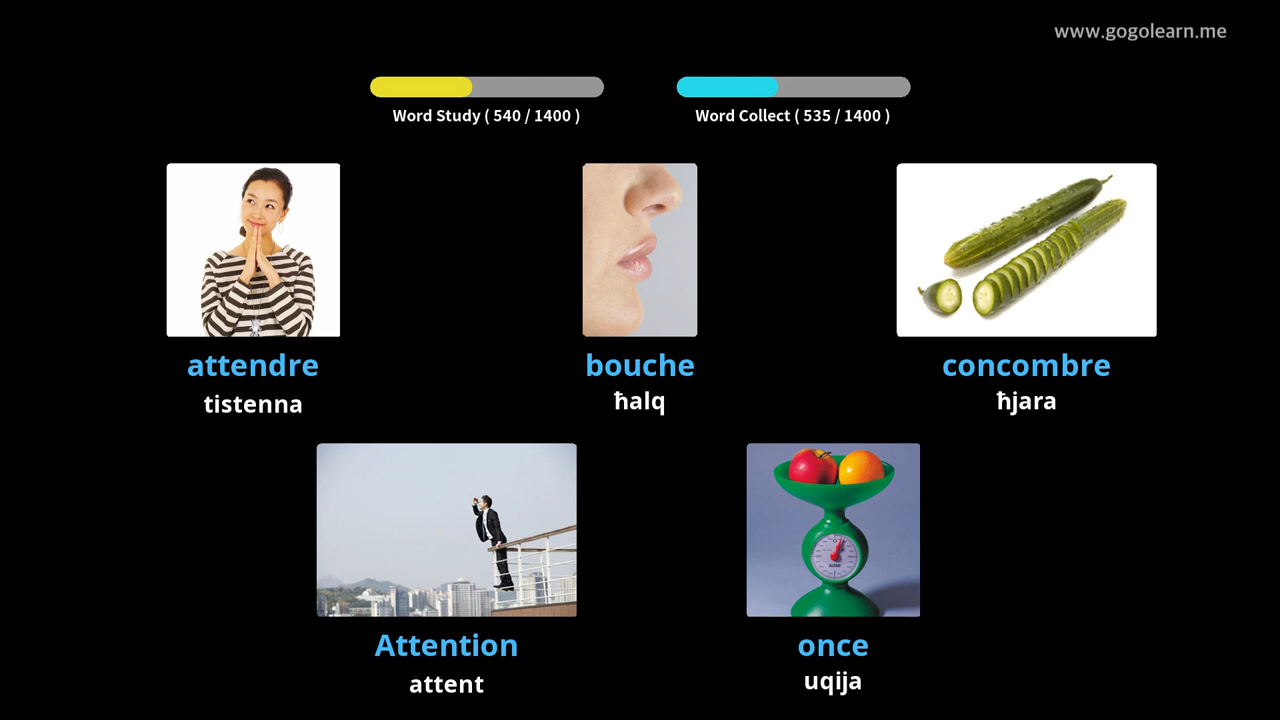 www.gogolearn.me
Word Study ( 540 / 1400 )
Word Collect ( 535 / 1400 )
attendre
tistenna
bouche
ħalq
concombre
ħjara
Attention
attent
once
uqija